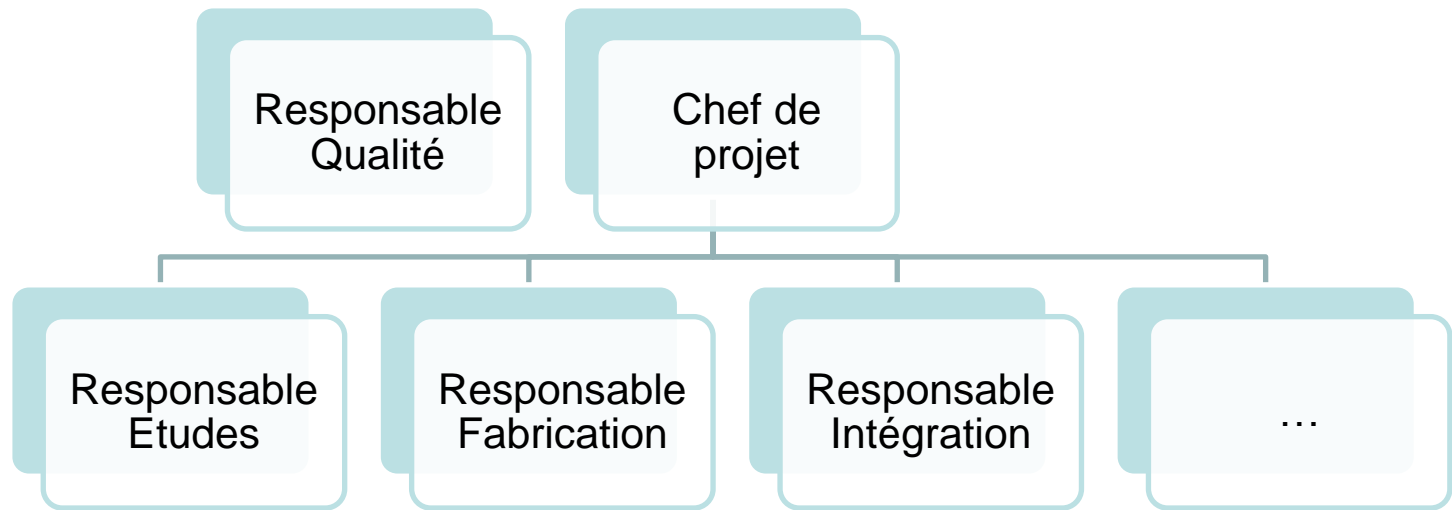 Responsable
Qualité
Chef de
projet
Responsable
Etudes
Responsable
Fabrication
Responsable
Intégration
…